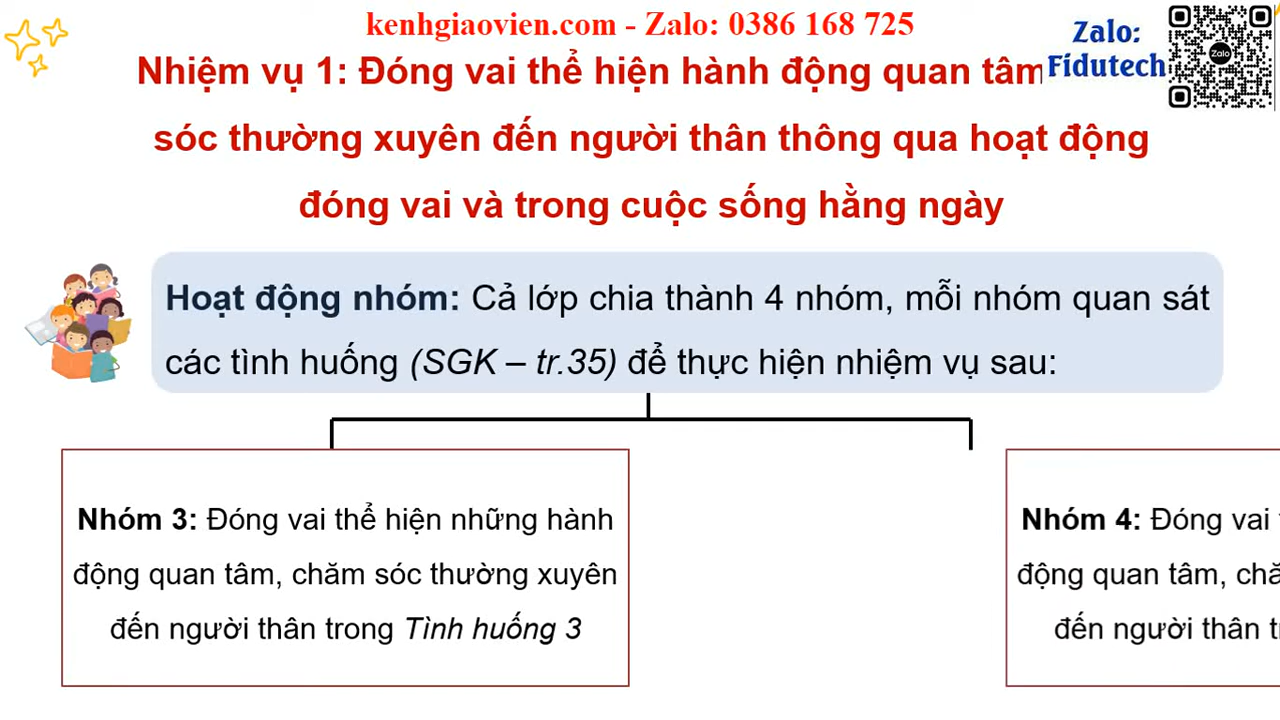 kenhgiaovien.com - Zalo: 0386 168 725
Zalo:
Fidutech
Zalo
Nhiệm vụ 1: Đóng vai thể hiện hành động quan tâm
sóc thường xuyên đến người thân thông qua hoạt động
đóng vai và trong cuộc sống hằng ngày
Hoạt động nhóm: Cả lớp chia thành 4 nhóm, mỗi nhóm quan sát
các tình huống (SGK – tr.35) để thực hiện nhiệm vụ sau:
Nhóm 3: Đóng vai thể hiện những hành
động quan tâm, chăm sóc thường xuyên
đến người thân trong Tình huống 3
Nhóm 4: Đóng vai
động quan tâm,
đến người thân